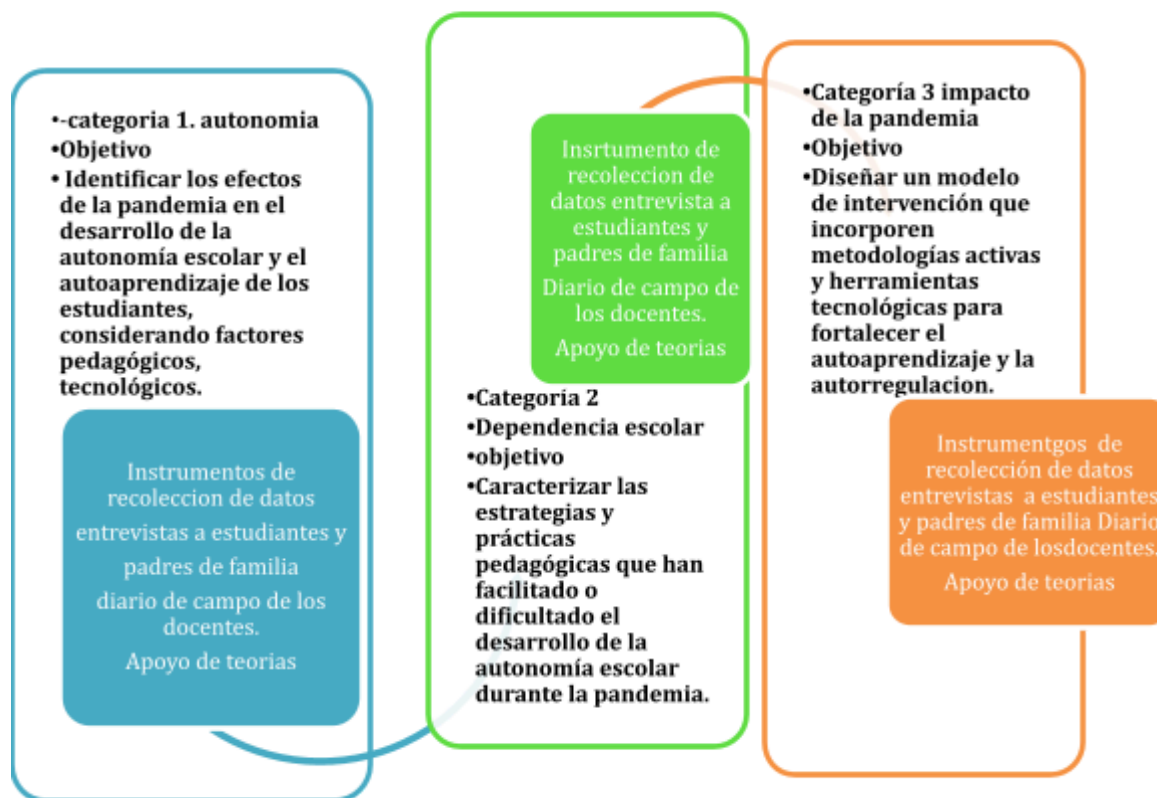 •-categoria 1. autonomia
•Objetivo
• Identificar los efectos
de la pandemia en el
desarrollo de la
autonomía escolar y el
autoaprendizaje de los
estudiantes,
considerando factores
pedagógicos,
tecnológicos.
Instrumentos de
recoleccion de datos
entrevistas a estudiantes y
padres de familia
diario de campo de los
docentes.
Apoyo de teorias
Insrtumento de
recoleccion de
datos entrevista a
estudiantes y
padres de familia
Diario de campo de
los docentes.
Apoyo de teorias
•Categoría 2
•Dependencia escolar
•objetivo
•Caracterizar las
estrategias y
prácticas
pedagógicas que han
facilitado o
dificultado el
desarrollo de la
autonomía escolar
durante la pandemia.
•Categoría 3 impacto
de la pandemia
•Objetivo
•Diseñar un modelo
de intervención que
incorporen
metodologías activas
y herramientas
tecnológicas para
fortalecer el
autoaprendizaje y la
autorregulacion.
Instrumentgos de
recolección de datos
entrevistas a estudiantes
y padres de familia Diario
de campo de losdocentes.
Apoyo de teorias